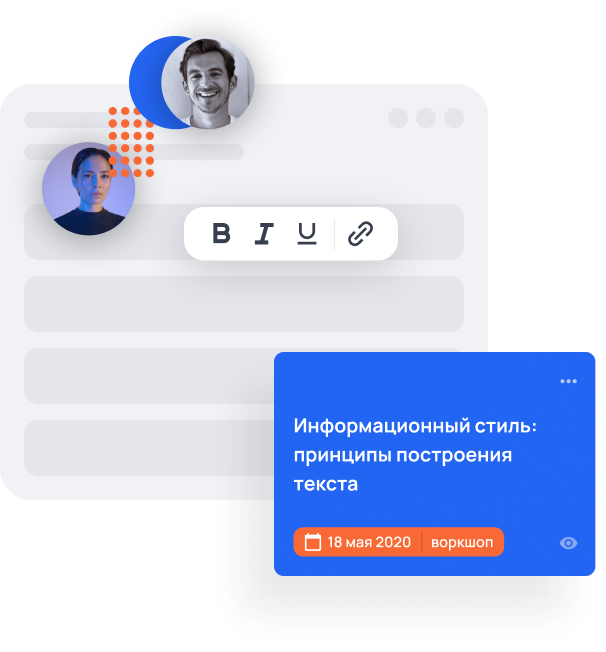 B I U
Информационный стиль:
принципы построения
текста
18 мая 2020 воркшоп